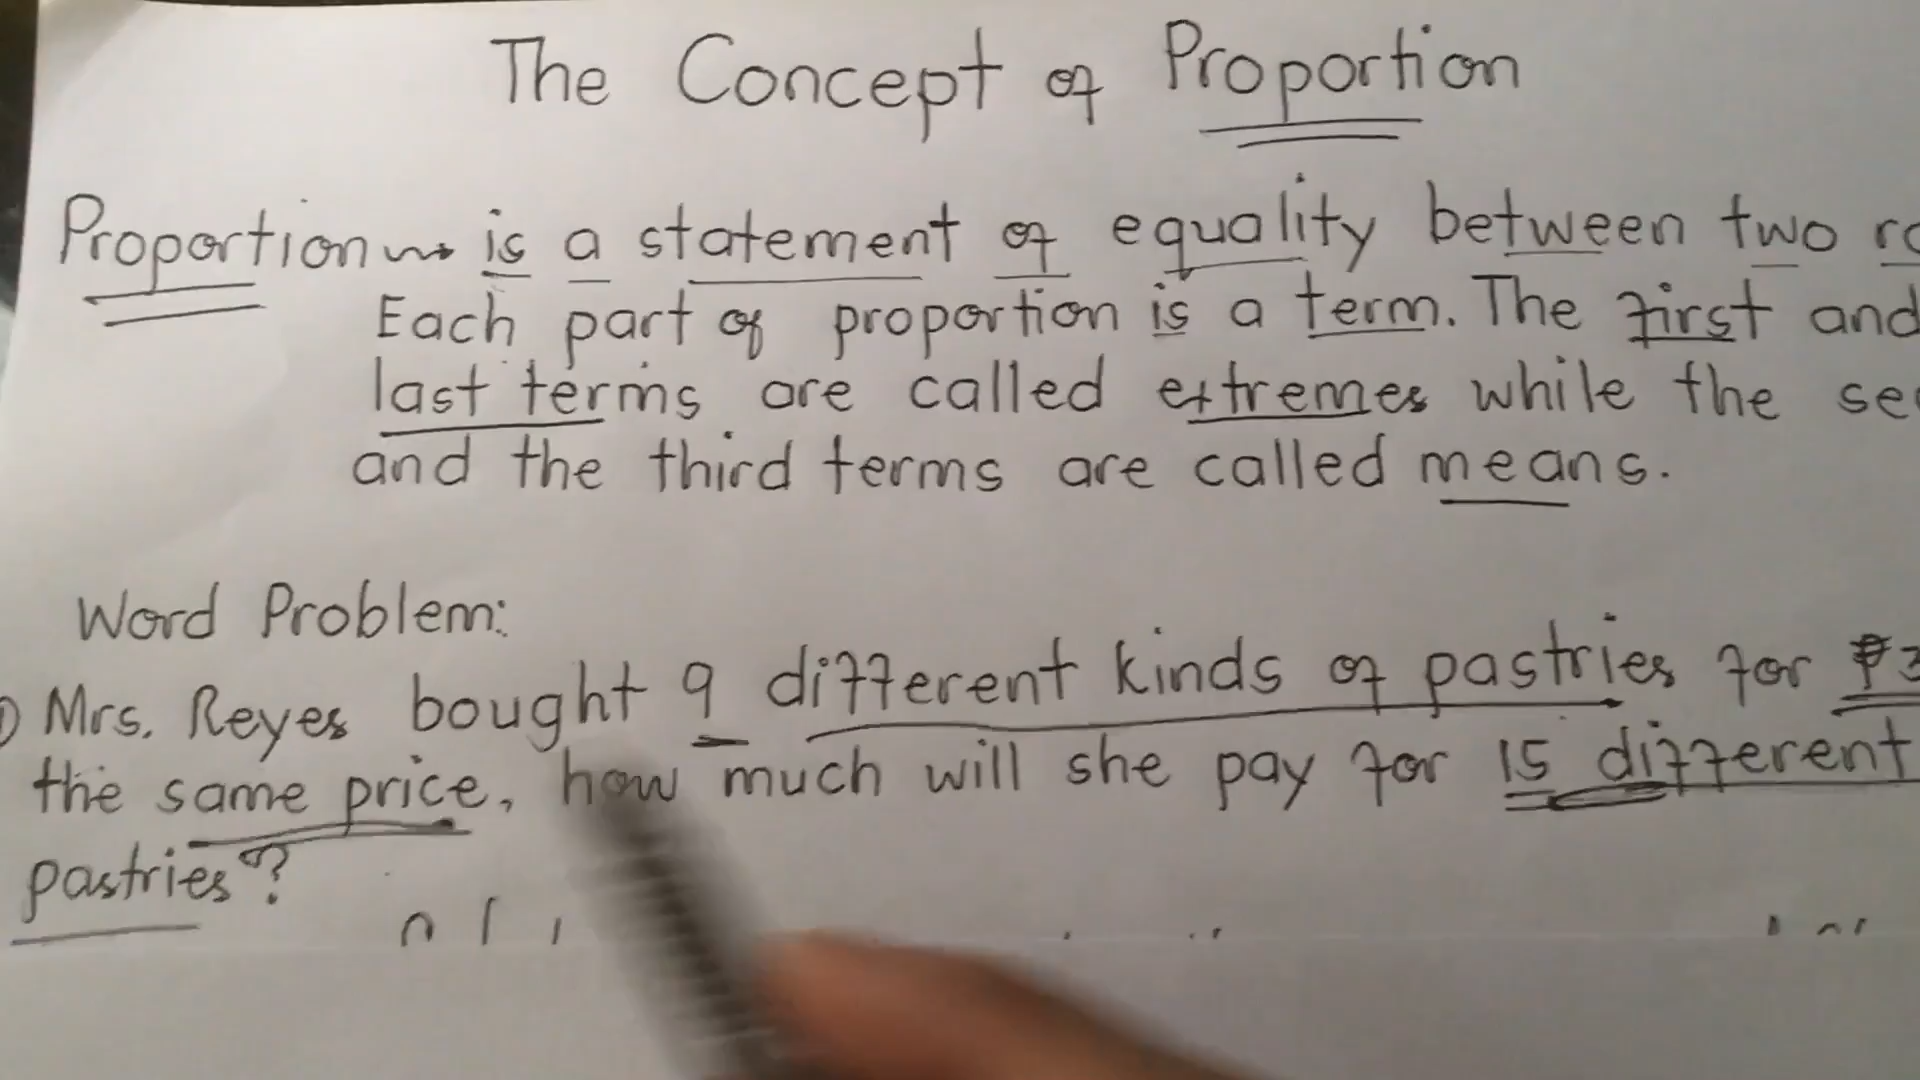 The Concept of Proportion
Proportion is a statement of equality between two
Each part of proportion is a term. The first and
last terms are called extremes while the
and the third terms are called means.
Word Problem:
Mrs. Reyes bought 9 different kinds of pastries for ₱3
the same price, how much will she pay for 15 different
pastries?